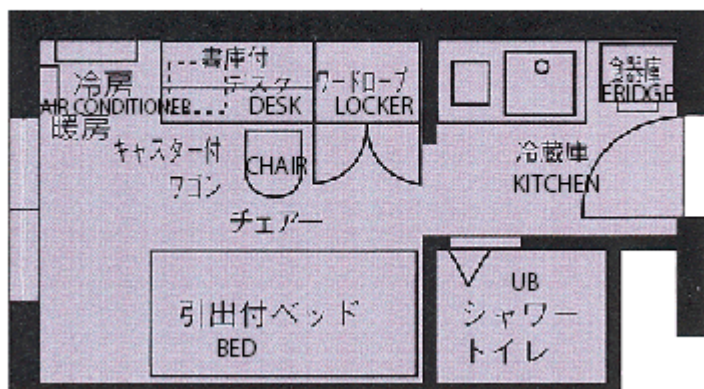 冷房
AIR CONDITIONER
暖房
書庫付
デスク
DESK
ワードローブ
LOCKER
食器庫
FRIDGE
キャスター付
ワゴン
CHAIR
チェアー
冷蔵庫
KITCHEN
引出付ベッド
BED
UB
シャワー
トイレ